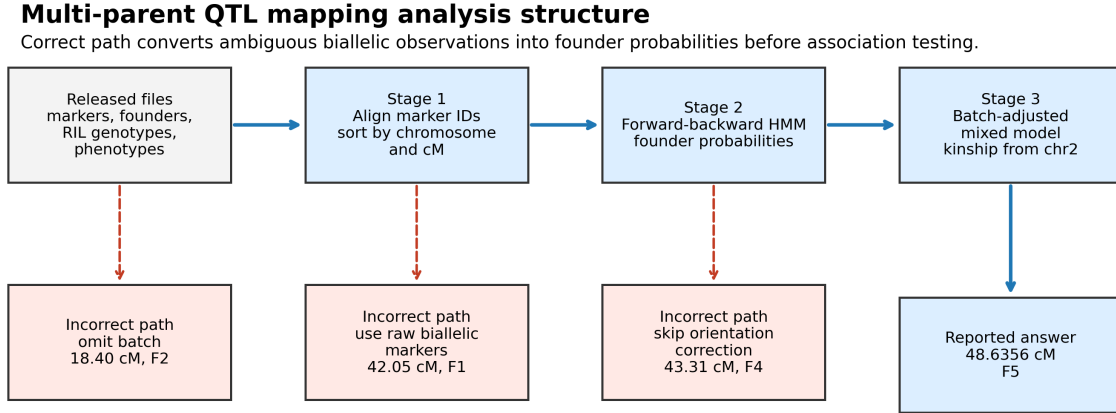 Multi-parent QTL mapping analysis structure
Correct path converts ambiguous biallelic observations into founder probabilities before association testing.
Released files
markers, founders,
RIL genotypes,
phenotypes
Stage 1
Align marker IDs
sort by chromosome
and cM
Stage 2
Forward-backward HMM
founder probabilities
Stage 3
Batch-adjusted
mixed model
kinship from chr2
Incorrect path
omit batch
18.40 cM, F2
Incorrect path
use raw biallelic
markers
42.05 cM, F1
Incorrect path
skip orientation
correction
43.31 cM, F4
Reported answer
48.6356 cM
F5